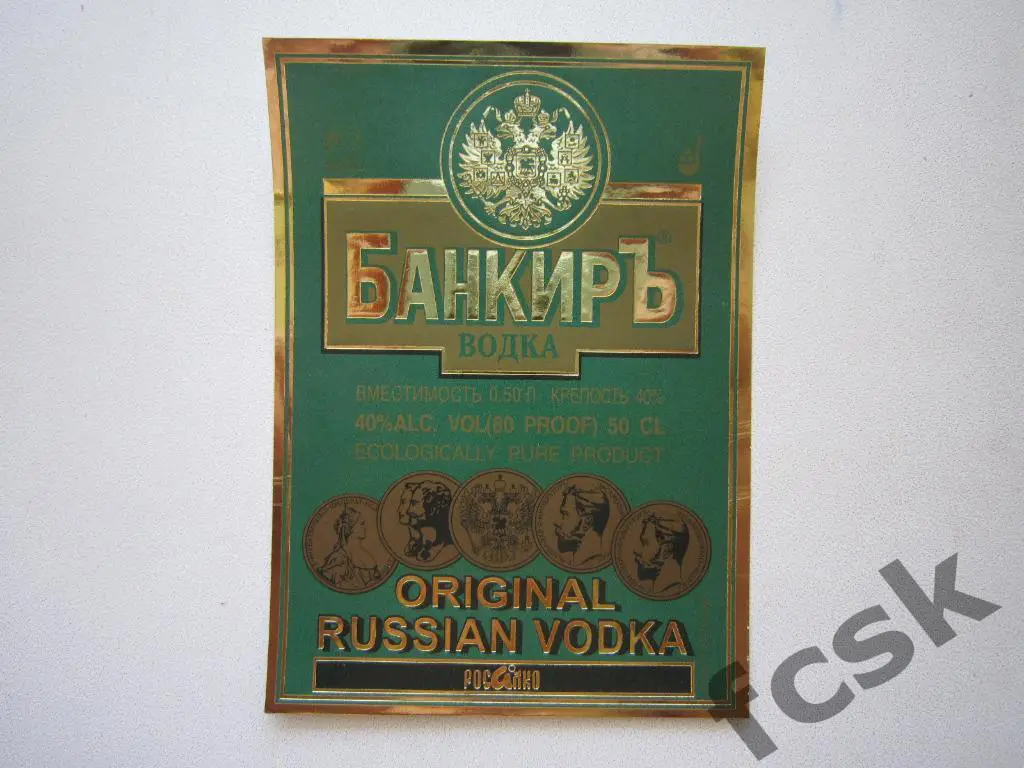 БАНКИРЪ®
ВОДКА
ВМЕСТИМОСТЬ 0.50 Л. КРЕПОСТЬ 40%
40%ALC. VOL(80 PROOF) 50 CL
ECOLOGICALLY PURE PRODUCT
ORIGINAL
RUSSIAN VODKA
РОСАЛКО
fcsk